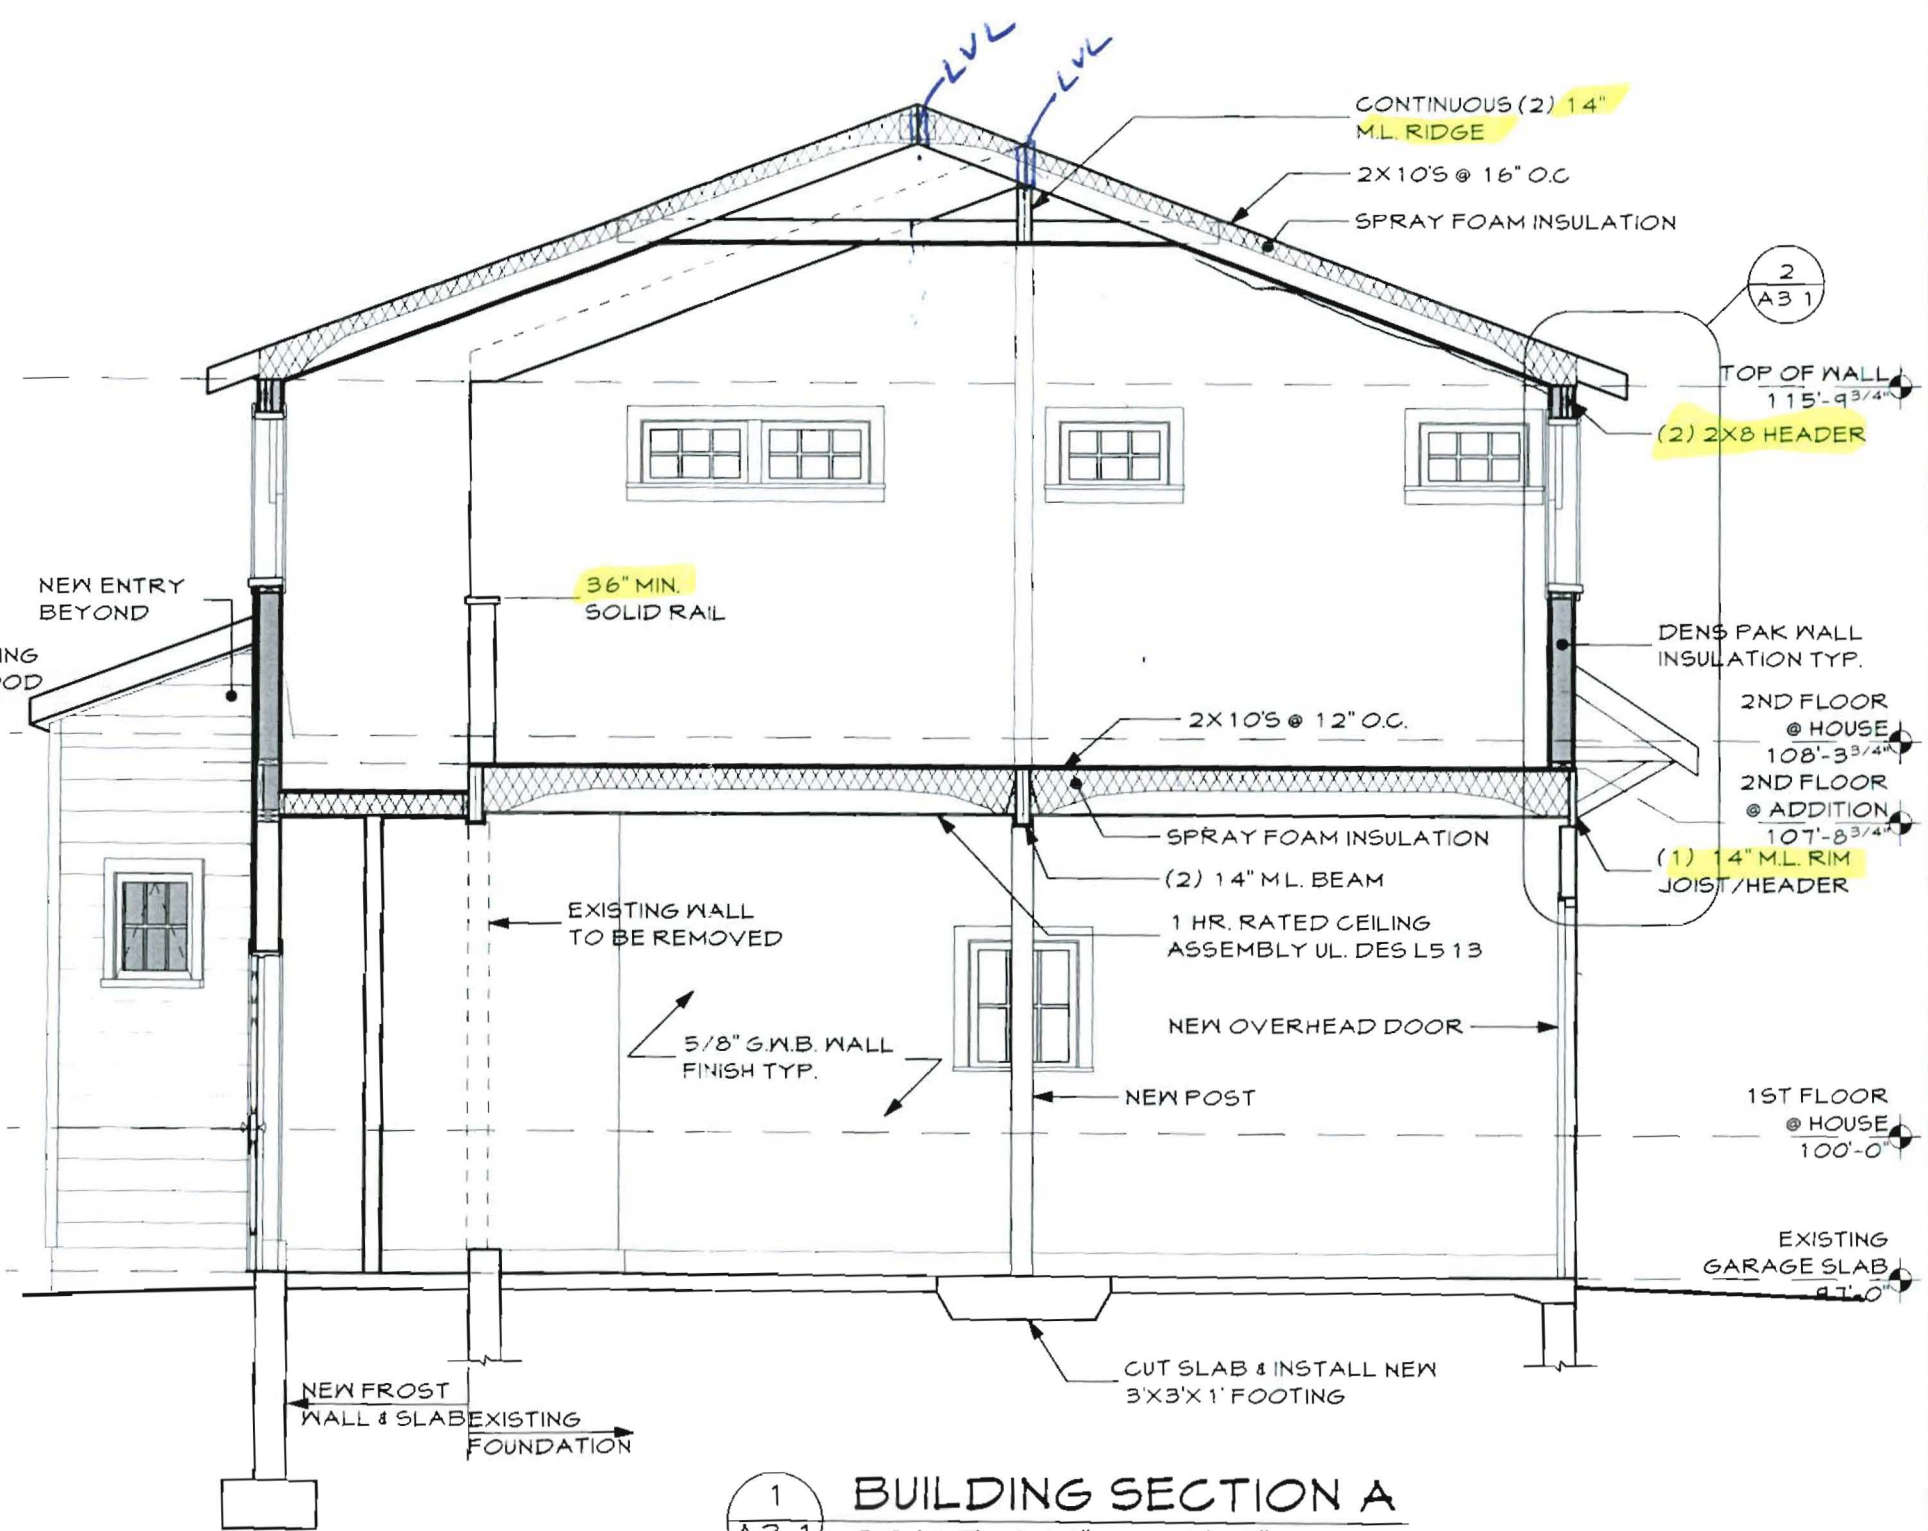 LVL
LVL
CONTINUOUS (2) 14"
M.L. RIDGE
2X10'S @ 16" O.C
SPRAY FOAM INSULATION
2
A3 1
TOP OF WALL
115'-9 3/4"
(2) 2X8 HEADER
NEW ENTRY
BEYOND
36" MIN.
SOLID RAIL
DENS PAK WALL
INSULATION TYP.
2X10'S @ 12" O.C.
2ND FLOOR
@ HOUSE
108'-3 3/4"
2ND FLOOR
@ ADDITION
107'-8 3/4"
SPRAY FOAM INSULATION
(2) 14" M.L. BEAM
(1) 14" M.L. RIM
JOIST/HEADER
EXISTING WALL
TO BE REMOVED
1 HR. RATED CEILING
ASSEMBLY UL. DES L513
NEW OVERHEAD DOOR
5/8" G.W.B. WALL
FINISH TYP.
NEW POST
1ST FLOOR
@ HOUSE
100'-0"
EXISTING
GARAGE SLAB
97'-0"
CUT SLAB & INSTALL NEW
3'X3'X1' FOOTING
NEW FROST
WALL & SLAB
EXISTING
FOUNDATION
1
BUILDING SECTION A